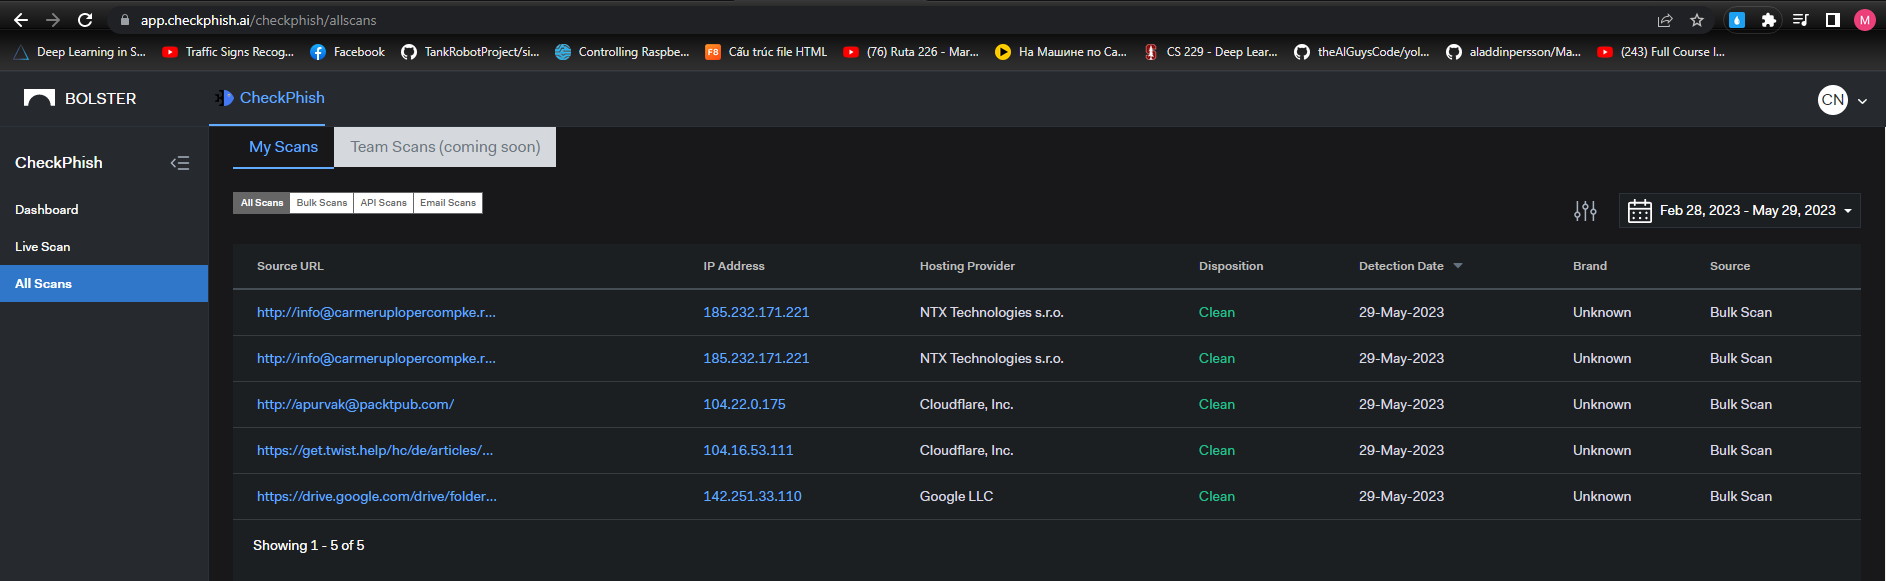 app.checkphish.ai/checkphish/allscans
M
Deep Learning in S... Traffic Signs Recog... Facebook TankRobotProject/si... Controlling Raspbe... F8 Cấu trúc file HTML (76) Ruta 226 - Mar... На Машине по Са... CS 229 - Deep Lear... theAIGuysCode/yol... aladdinpersson/Ma... (243) Full Course I...
BOLSTER CheckPhish CN
My Scans Team Scans (coming soon)
CheckPhish
Dashboard
Live Scan
All Scans
All Scans Bulk Scans API Scans Email Scans
Feb 28, 2023 - May 29, 2023
Source URL IP Address Hosting Provider Disposition Detection Date Brand Source
http://info@carmeruplopercompke.r... 185.232.171.221 NTX Technologies s.r.o. Clean 29-May-2023 Unknown Bulk Scan
http://info@carmeruplopercompke.r... 185.232.171.221 NTX Technologies s.r.o. Clean 29-May-2023 Unknown Bulk Scan
http://apurvak@packtpub.com/ 104.22.0.175 Cloudflare, Inc. Clean 29-May-2023 Unknown Bulk Scan
https://get.twist.help/hc/de/articles/... 104.16.53.111 Cloudflare, Inc. Clean 29-May-2023 Unknown Bulk Scan
https://drive.google.com/drive/folder... 142.251.33.110 Google LLC Clean 29-May-2023 Unknown Bulk Scan
Showing 1 - 5 of 5